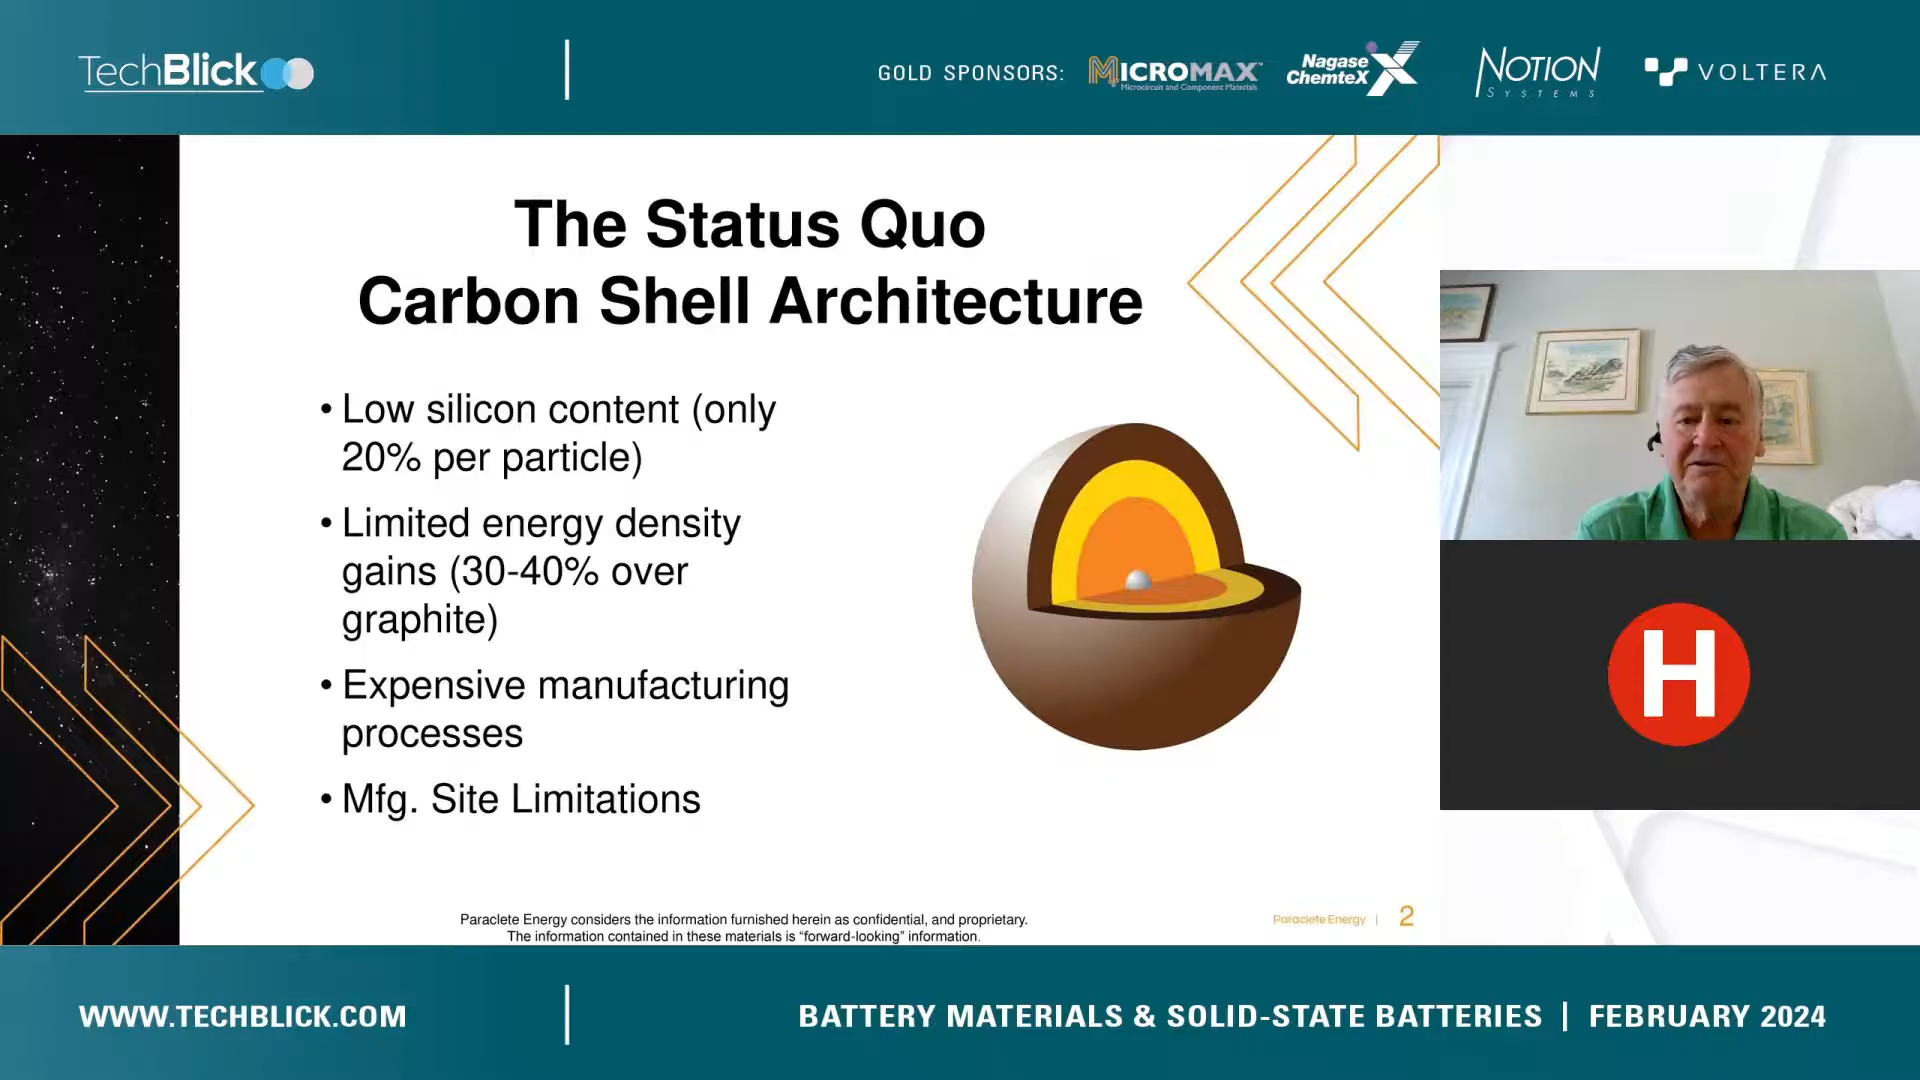 TechBlick
GOLD SPONSORS:
MICROMAX™
Microcircuit and Component Materials
Nagase
ChemteX
NOTION
SYSTEMS
VOLTERA
The Status Quo
Carbon Shell Architecture
• Low silicon content (only
20% per particle)
• Limited energy density
gains (30-40% over
graphite)
• Expensive manufacturing
processes
• Mfg. Site Limitations
H
Paraclete Energy considers the information furnished herein as confidential, and proprietary.
The information contained in these materials is “forward-looking” information.
Paraclete Energy | 2
WWW.TECHBLICK.COM
BATTERY MATERIALS & SOLID-STATE BATTERIES | FEBRUARY 2024